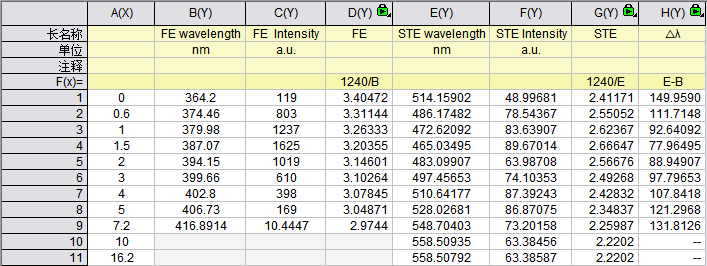 A(X) B(Y) C(Y) D(Y) E(Y) F(Y) G(Y) H(Y)
长名称 FE wavelength FE Intensity FE STE wavelength STE Intensity STE △λ
单位 nm a.u. nm a.u.
注释
F(x)= 1240/B 1240/E E-B
1 0 364.2 119 3.40472 514.15902 48.99681 2.41171 149.9590
2 0.6 374.46 803 3.31144 486.17482 78.54367 2.55052 111.7148
3 1 379.98 1237 3.26333 472.62092 83.63907 2.62367 92.64092
4 1.5 387.07 1625 3.20355 465.03495 89.67014 2.66647 77.96495
5 2 394.15 1019 3.14601 483.09907 63.98708 2.56676 88.94907
6 3 399.66 610 3.10264 497.45653 74.10353 2.49268 97.79653
7 4 402.8 398 3.07845 510.64177 87.39243 2.42832 107.8418
8 5 406.73 169 3.04871 528.02681 86.87075 2.34837 121.2968
9 7.2 416.8914 10.4447 2.9744 548.70403 73.20158 2.25987 131.8126
10 10 558.50935 63.38456 2.2202 --
11 16.2 558.50792 63.38587 2.2202 --